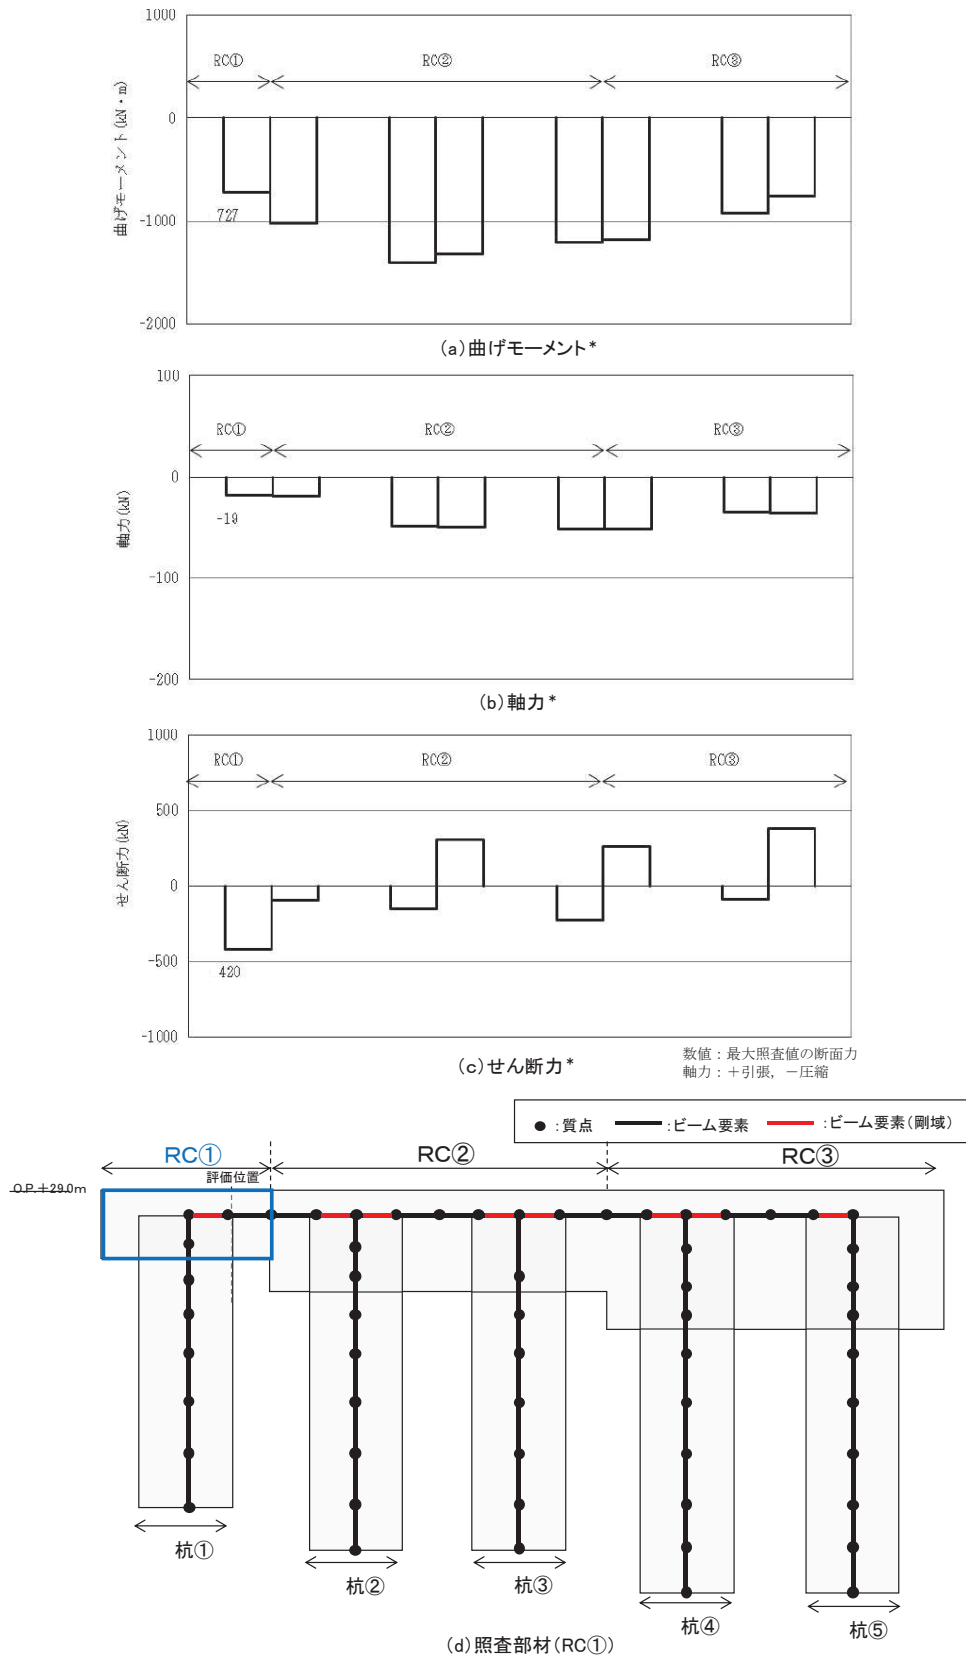 1000
RC①
RC②
RC③
0
727
-1000
-2000
曲げモーメント(kN・m)
(a)曲げモーメント*
100
RC①
RC②
RC③
0
-19
-100
-200
軸力(kN)
(b)軸力*
1000
RC①
RC②
RC③
500
0
-500
420
-1000
せん断力(kN)
(c)せん断力*
数値：最大照査値の断面力
軸力：＋引張，－圧縮
●:質点 :ビーム要素 :ビーム要素(剛域)
RC①
RC②
RC③
評価位置
O.P.+29.0m
杭①
杭②
杭③
杭④
杭⑤
(d)照査部材(RC①)